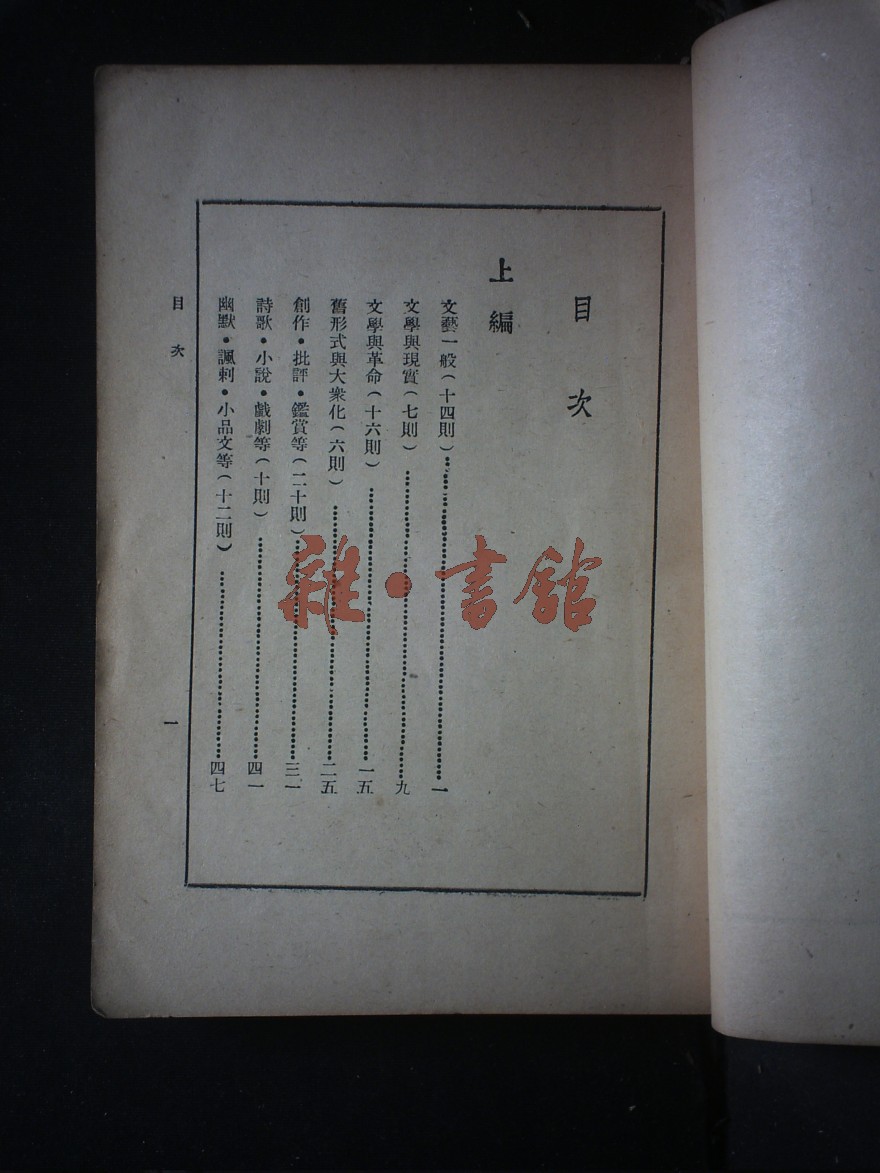 目次
上編
文藝一般(十四則)……一
文學與現實(七則)……九
文學與革命(十六則)……一五
舊形式與大衆化(六則)……二五
創作・批評・鑑賞等(二十則)……三一
詩歌・小說・戲劇等(十則)……四一
幽默・諷刺・小品文等(十二則)……四七
目次
一
雜・書館